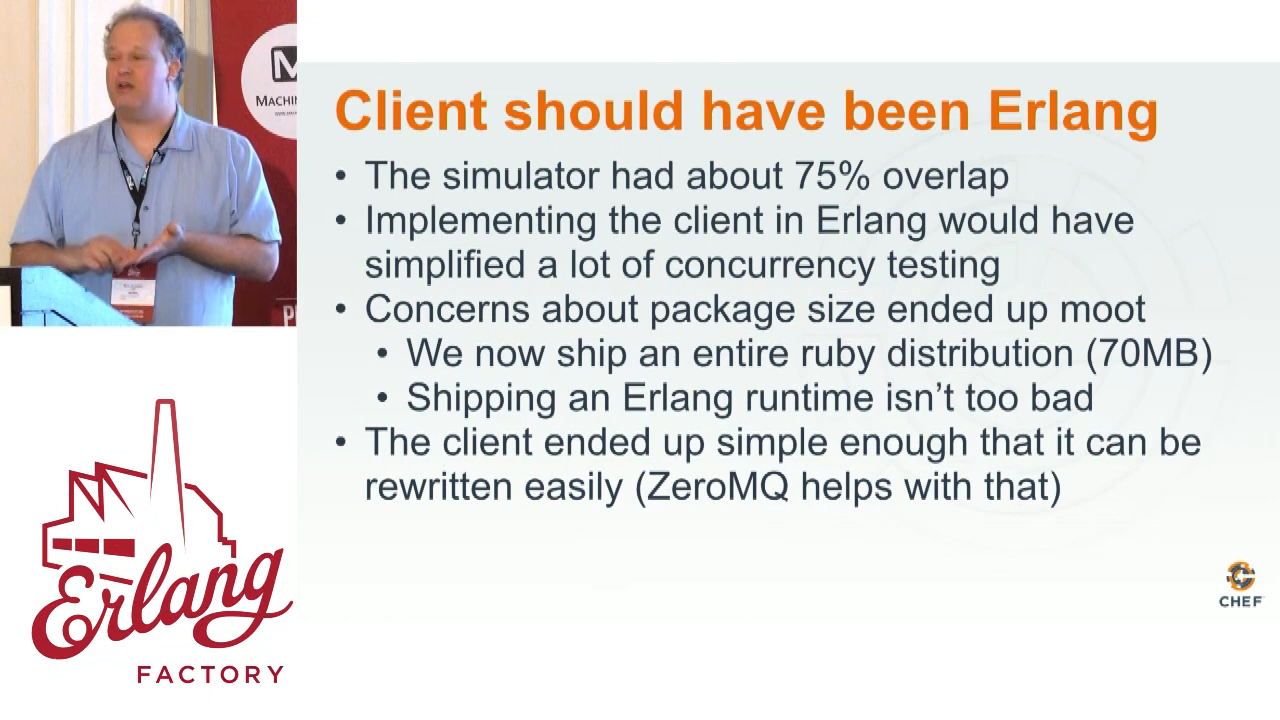 M
MACHIN
Client should have been Erlang
• The simulator had about 75% overlap
• Implementing the client in Erlang would have
simplified a lot of concurrency testing
• Concerns about package size ended up moot
• We now ship an entire ruby distribution (70MB)
• Shipping an Erlang runtime isn’t too bad
• The client ended up simple enough that it can be
rewritten easily (ZeroMQ helps with that)
CHEF
Erlang
FACTORY